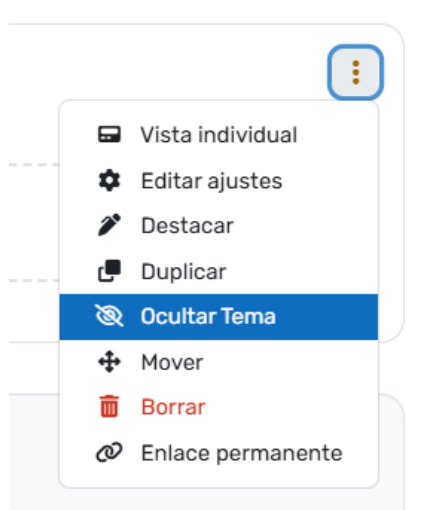 Vista individual
Editar ajustes
Destacar
Duplicar
Ocultar Tema
Mover
Borrar
Enlace permanente